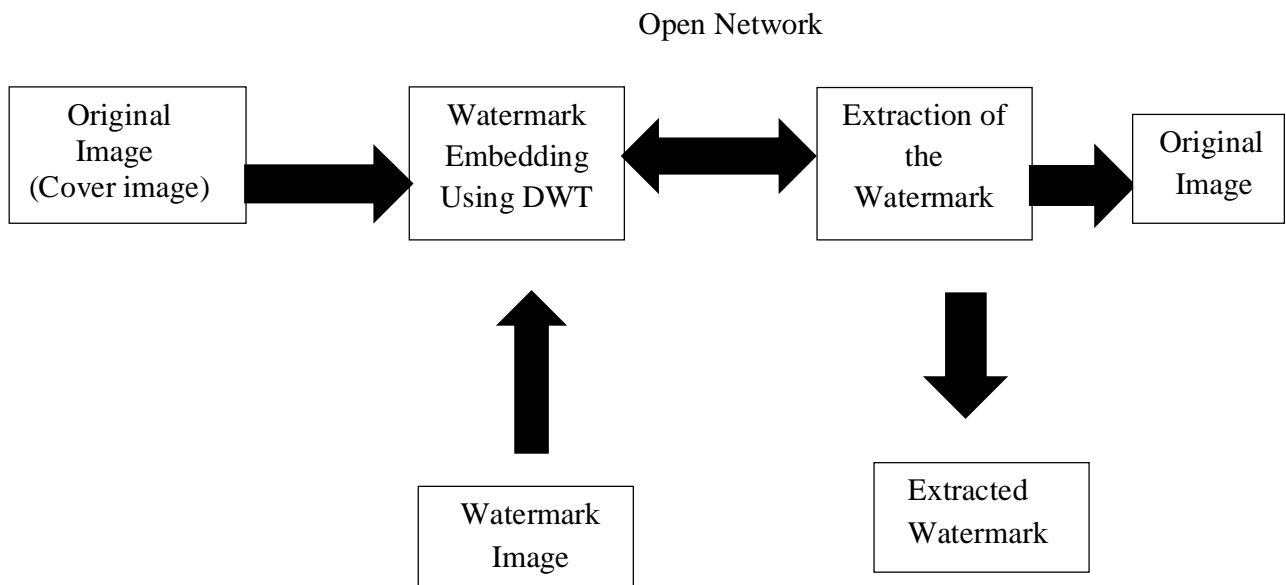 Open Network
Original
Image
(Cover image)
Watermark
Embedding
Using DWT
Extraction of
the
Watermark
Original
Image
Watermark
Image
Extracted
Watermark